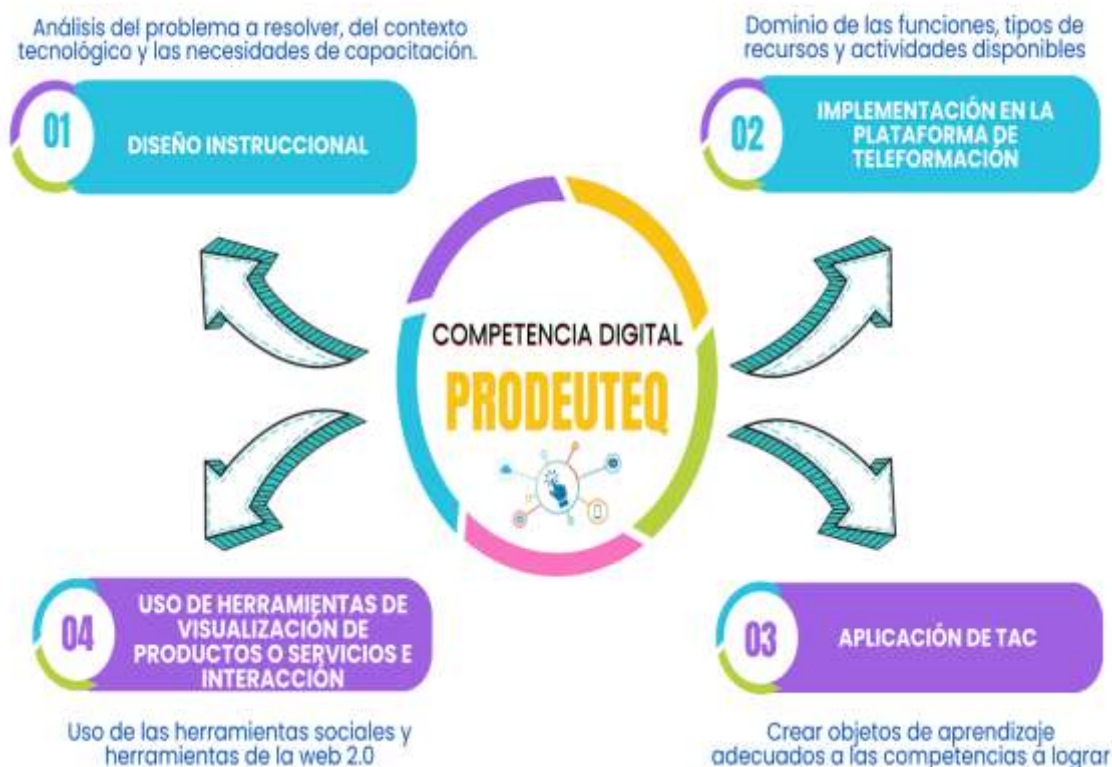 Análisis del problema a resolver, del contexto
tecnológico y las necesidades de capacitación.
01
DISEÑO INSTRUCCIONAL
Dominio de las funciones, tipos de
recursos y actividades disponibles
02
IMPLEMENTACIÓN EN LA
PLATAFORMA DE
TELEFORMACIÓN
COMPETENCIA DIGITAL
PRODEUTEQ
04
USO DE HERRAMIENTAS DE
VISUALIZACIÓN DE
PRODUCTOS O SERVICIOS E
INTERACCIÓN
Uso de las herramientas sociales y
herramientas de la web 2.0
03
APLICACIÓN DE TAC
Crear objetos de aprendizaje
adecuados a las competencias a lograr